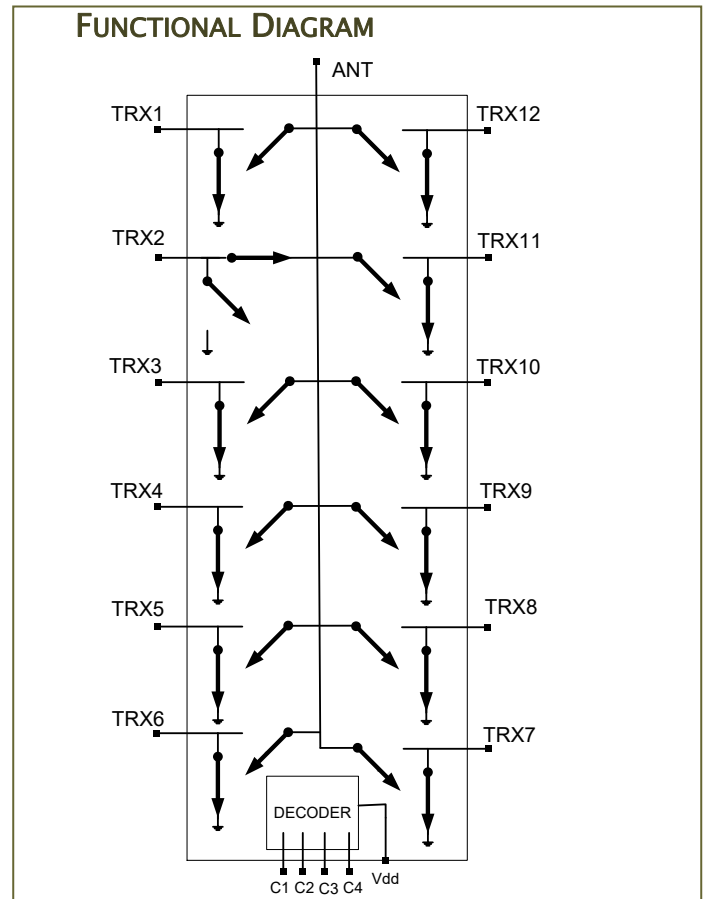 FUNCTIONAL DIAGRAM
ANT
TRX1
TRX12
TRX2
TRX11
TRX3
TRX10
TRX4
TRX9
TRX5
TRX8
TRX6
TRX7
DECODER
C1 C2 C3 C4 Vdd